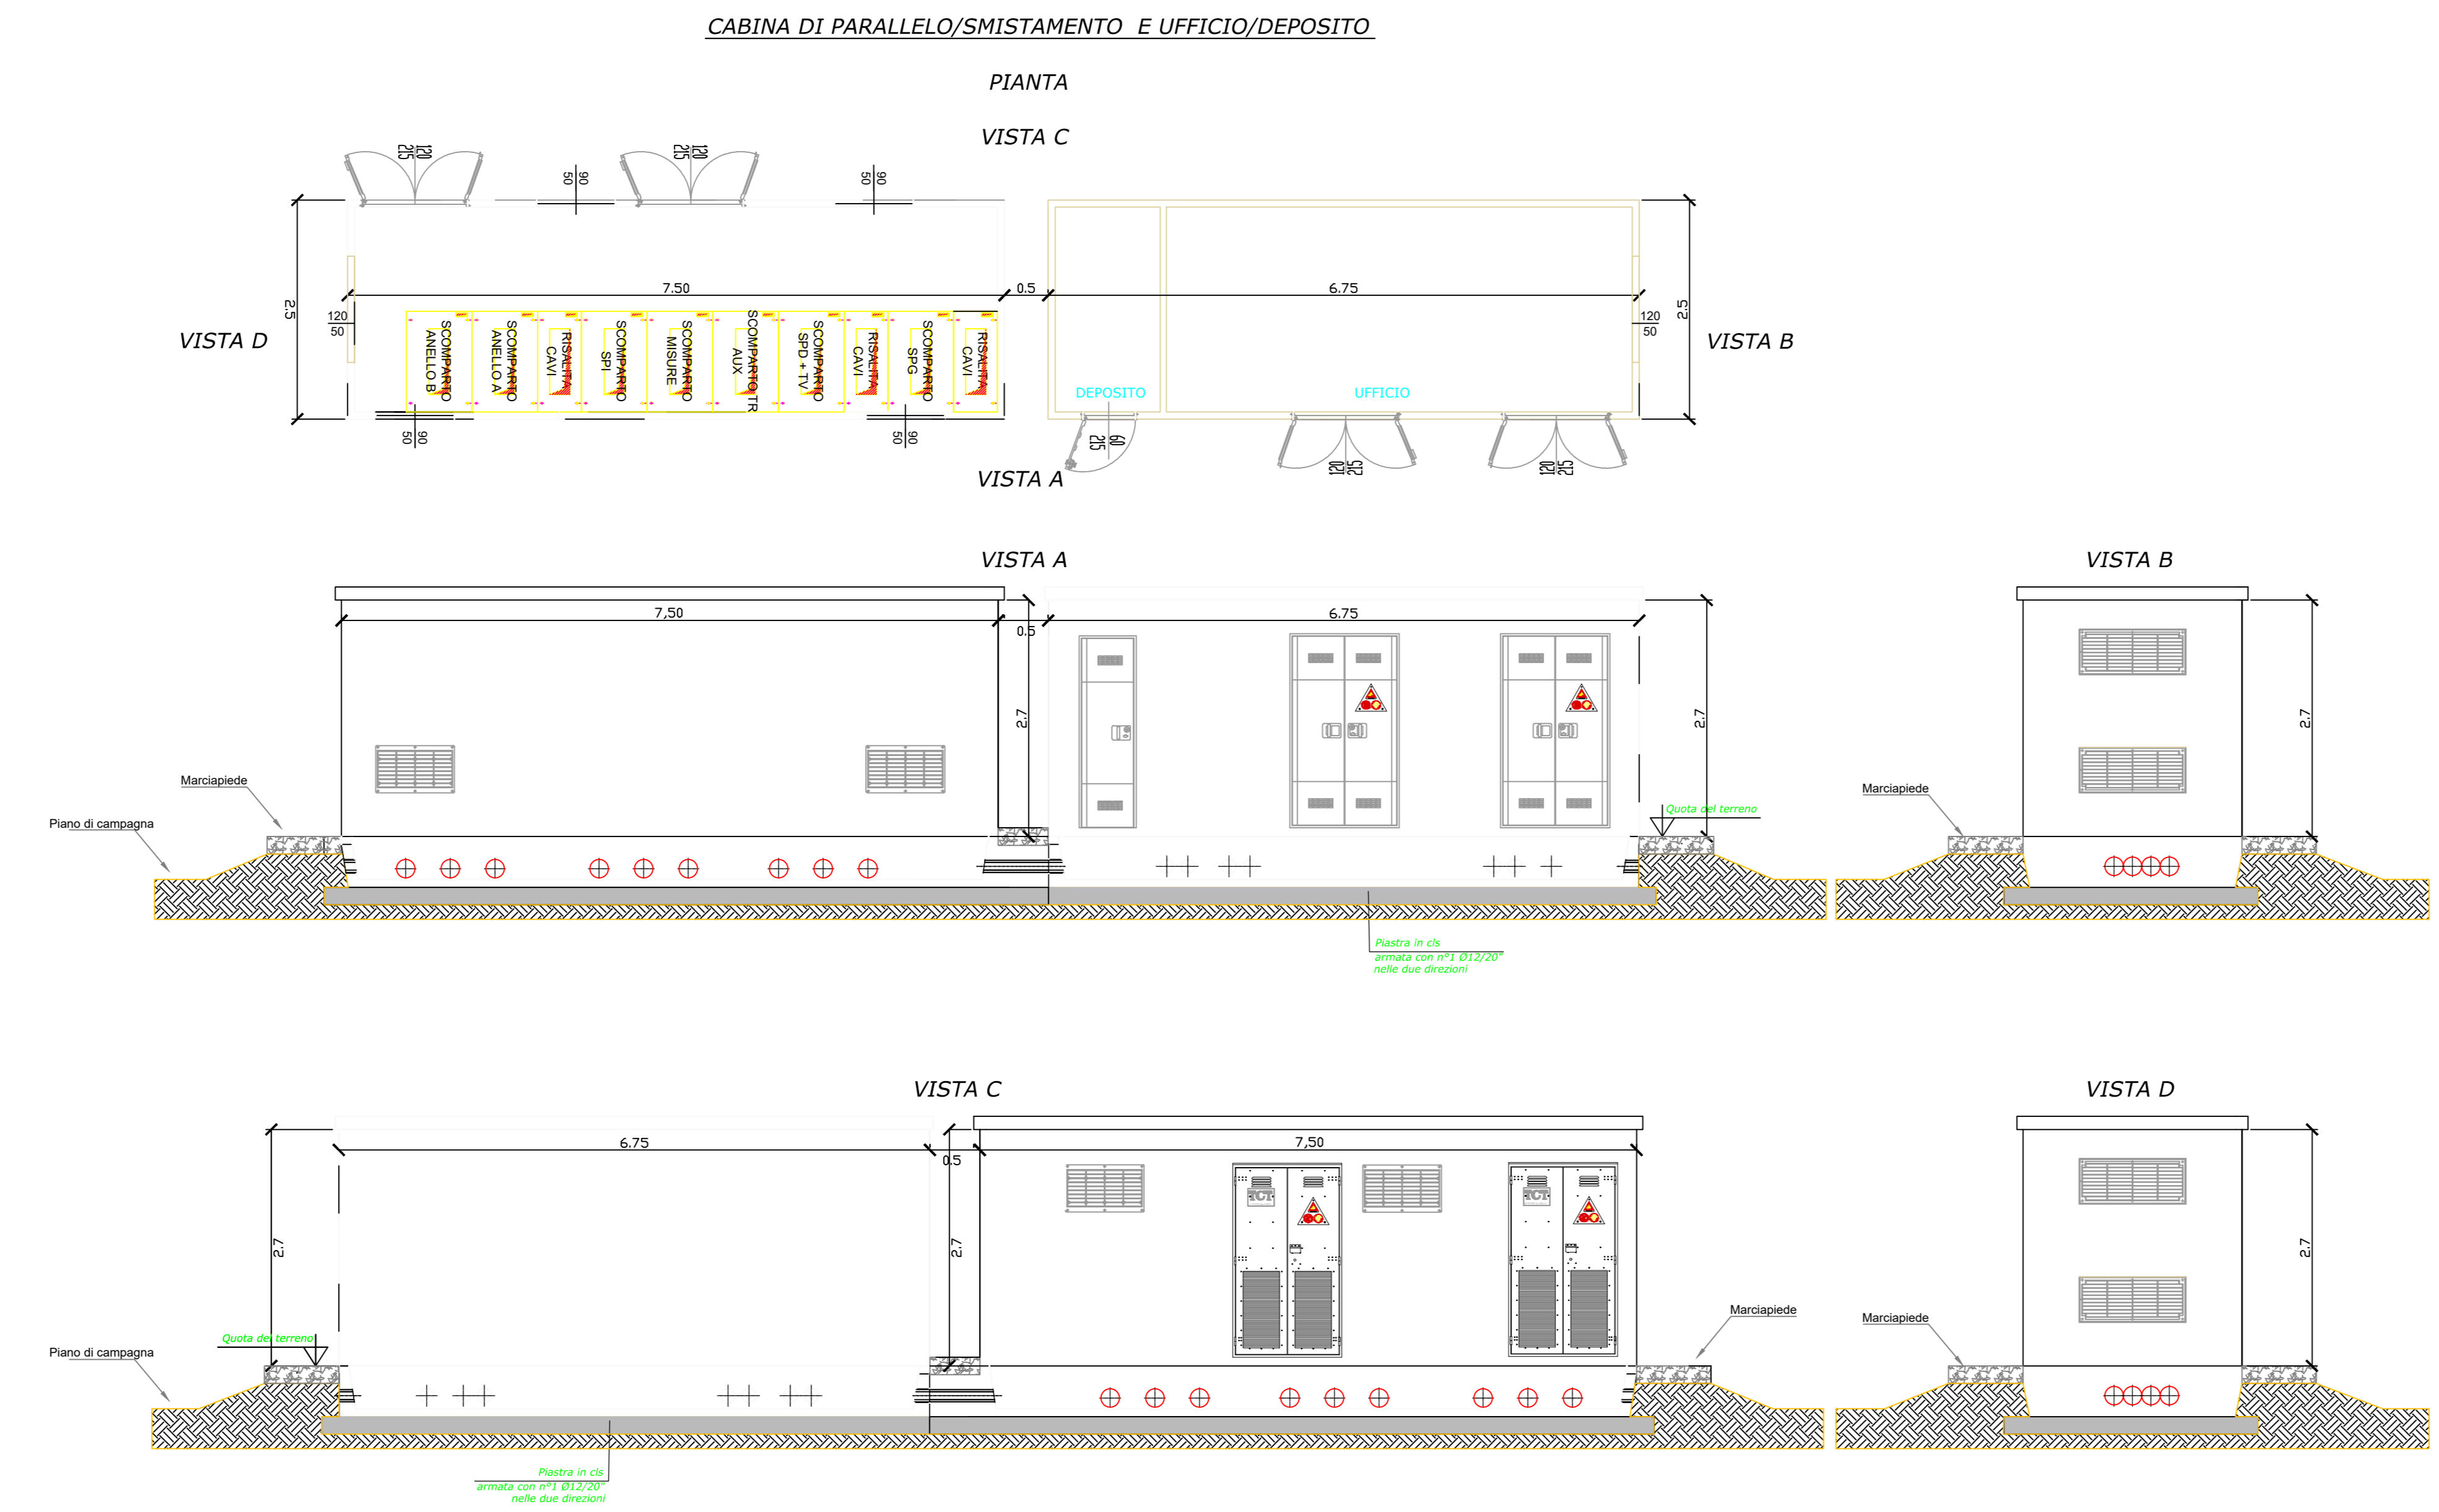 CABINA DI PARALLELO/SMISTAMENTO E UFFICIO/DEPOSITO
PIANTA
VISTA C
215 120
215 120
50 90
50 90
2.5
7.50
0.5
6.75
2.5
120
50
120
50
VISTA D
VISTA B
SCOMPARTO
ANELLO B
SCOMPARTO
ANELLO A
RISALITA
CAVI
SCOMPARTO
SPI
SCOMPARTO
MISURE
SCOMPARTO TR
AUX
SCOMPARTO
SPD + TV
RISALITA
CAVI
SCOMPARTO
SPG
RISALITA
CAVI
DEPOSITO
UFFICIO
50 90
50 90
215 60
120 215
120 215
VISTA A
VISTA A
VISTA B
7,50
0.5
6.75
2.7
2.7
2.7
Marciapiede
Piano di campagna
Quota del terreno
Marciapiede
Piastra in cls
armata con n°1 Ø12/20"
nelle due direzioni
VISTA C
VISTA D
6.75
0.5
7,50
ICT
ICT
2.7
2.7
2.7
Quota del terreno
Piano di campagna
Marciapiede
Marciapiede
Piastra in cls
armata con n°1 Ø12/20"
nelle due direzioni